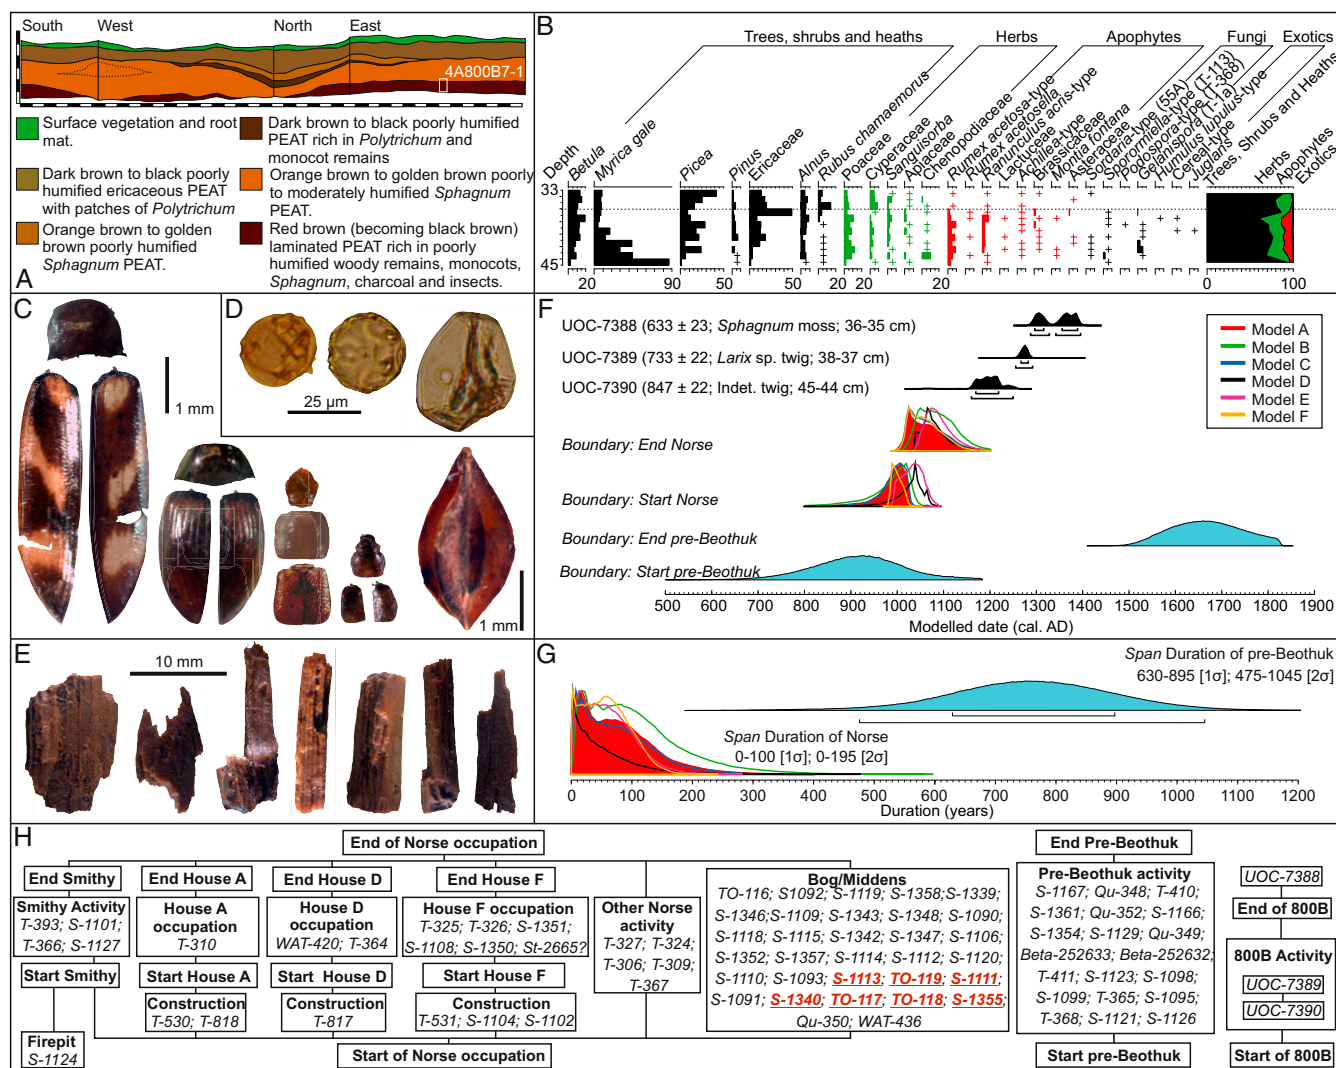 A
South
West
North
East
4A800B7-1
Surface vegetation and root
mat.
Dark brown to black poorly
humified ericaceous PEAT
with patches of Polytrichum
Orange brown to golden
brown poorly humified
Sphagnum PEAT.
Dark brown to black poorly humified
PEAT rich in Polytrichum and
monocot remains
Orange brown to golden brown poorly
to moderately humified Sphagnum
PEAT.
Red brown (becoming black brown)
laminated PEAT rich in poorly
humified woody remains, monocots,
Sphagnum, charcoal and insects.
B
Trees, shrubs and heaths
Herbs
Apophytes
Fungi
Exotics
Depth
Betula
Myrica gale
Picea
Pinus
Ericaceae
Alnus
Rubus chamaemorus
Poaceae
Cyperaceae
Sanguisorba
Apiaceae
Chenopodiaceae
Rumex acetosa-type
Rumex acetosella
Ranunculus acris-type
Lactuceae
Achillea-type
Brassicaceae
Montia fontana
Asteraceae
Sordaria-type (55A)
Sporormiella-type (T-113)
Podospora-type (T-368)
Gelasinospora (T-1a)
Humulus lupulus-type
Cereal-type
Juglans
Trees, Shrubs and Heaths
Herbs
Apophytes
Exotics
33
45
20
90
50
50
20
20
20
0
100
C
1 mm
1 mm
D
25 µm
E
10 mm
F
UOC-7388 (633 ± 23; Sphagnum moss; 36-35 cm)
UOC-7389 (733 ± 22; Larix sp. twig; 38-37 cm)
UOC-7390 (847 ± 22; Indet. twig; 45-44 cm)
Boundary: End Norse
Boundary: Start Norse
Boundary: End pre-Beothuk
Boundary: Start pre-Beothuk
Model A
Model B
Model C
Model D
Model E
Model F
500 600 700 800 900 1000 1100 1200 1300 1400 1500 1600 1700 1800 1900
Modelled date (cal. AD)
G
Span Duration of pre-Beothuk
630-895 [1σ]; 475-1045 [2σ]
Span Duration of Norse
0-100 [1σ]; 0-195 [2σ]
0 100 200 300 400 500 600 700 800 900 1000 1100 1200
Duration (years)
H
End of Norse occupation
End Smithy
Smithy Activity
T-393; S-1101;
T-366; S-1127
Start Smithy
Firepit
S-1124
End House A
House A
occupation
T-310
Start House A
Construction
T-530; T-818
End House D
House D
occupation
WAT-420; T-364
Start House D
Construction
T-817
End House F
House F occupation
T-325; T-326; S-1351;
S-1108; S-1350; St-2665?
Start House F
Construction
T-531; S-1104; S-1102
Other Norse
activity
T-327; T-324;
T-306; T-309;
T-367
Bog/Middens
TO-116; S1092; S-1119; S-1358;S-1339;
S-1346;S-1109; S-1343; S-1348; S-1090;
S-1118; S-1115; S-1342; S-1347; S-1106;
S-1352; S-1357; S-1114; S-1112; S-1120;
S-1110; S-1093; S-1113; TO-119; S-1111;
S-1091; S-1340; TO-117; TO-118; S-1355;
Qu-350; WAT-436
Start of Norse occupation
End Pre-Beothuk
Pre-Beothuk activity
S-1167; Qu-348; T-410;
S-1361; Qu-352; S-1166;
S-1354; S-1129; Qu-349;
Beta-252633; Beta-252632;
T-411; S-1123; S-1098;
S-1099; T-365; S-1095;
T-368; S-1121; S-1126
Start pre-Beothuk
UOC-7388
End of 800B
800B Activity
UOC-7389
UOC-7390
Start of 800B